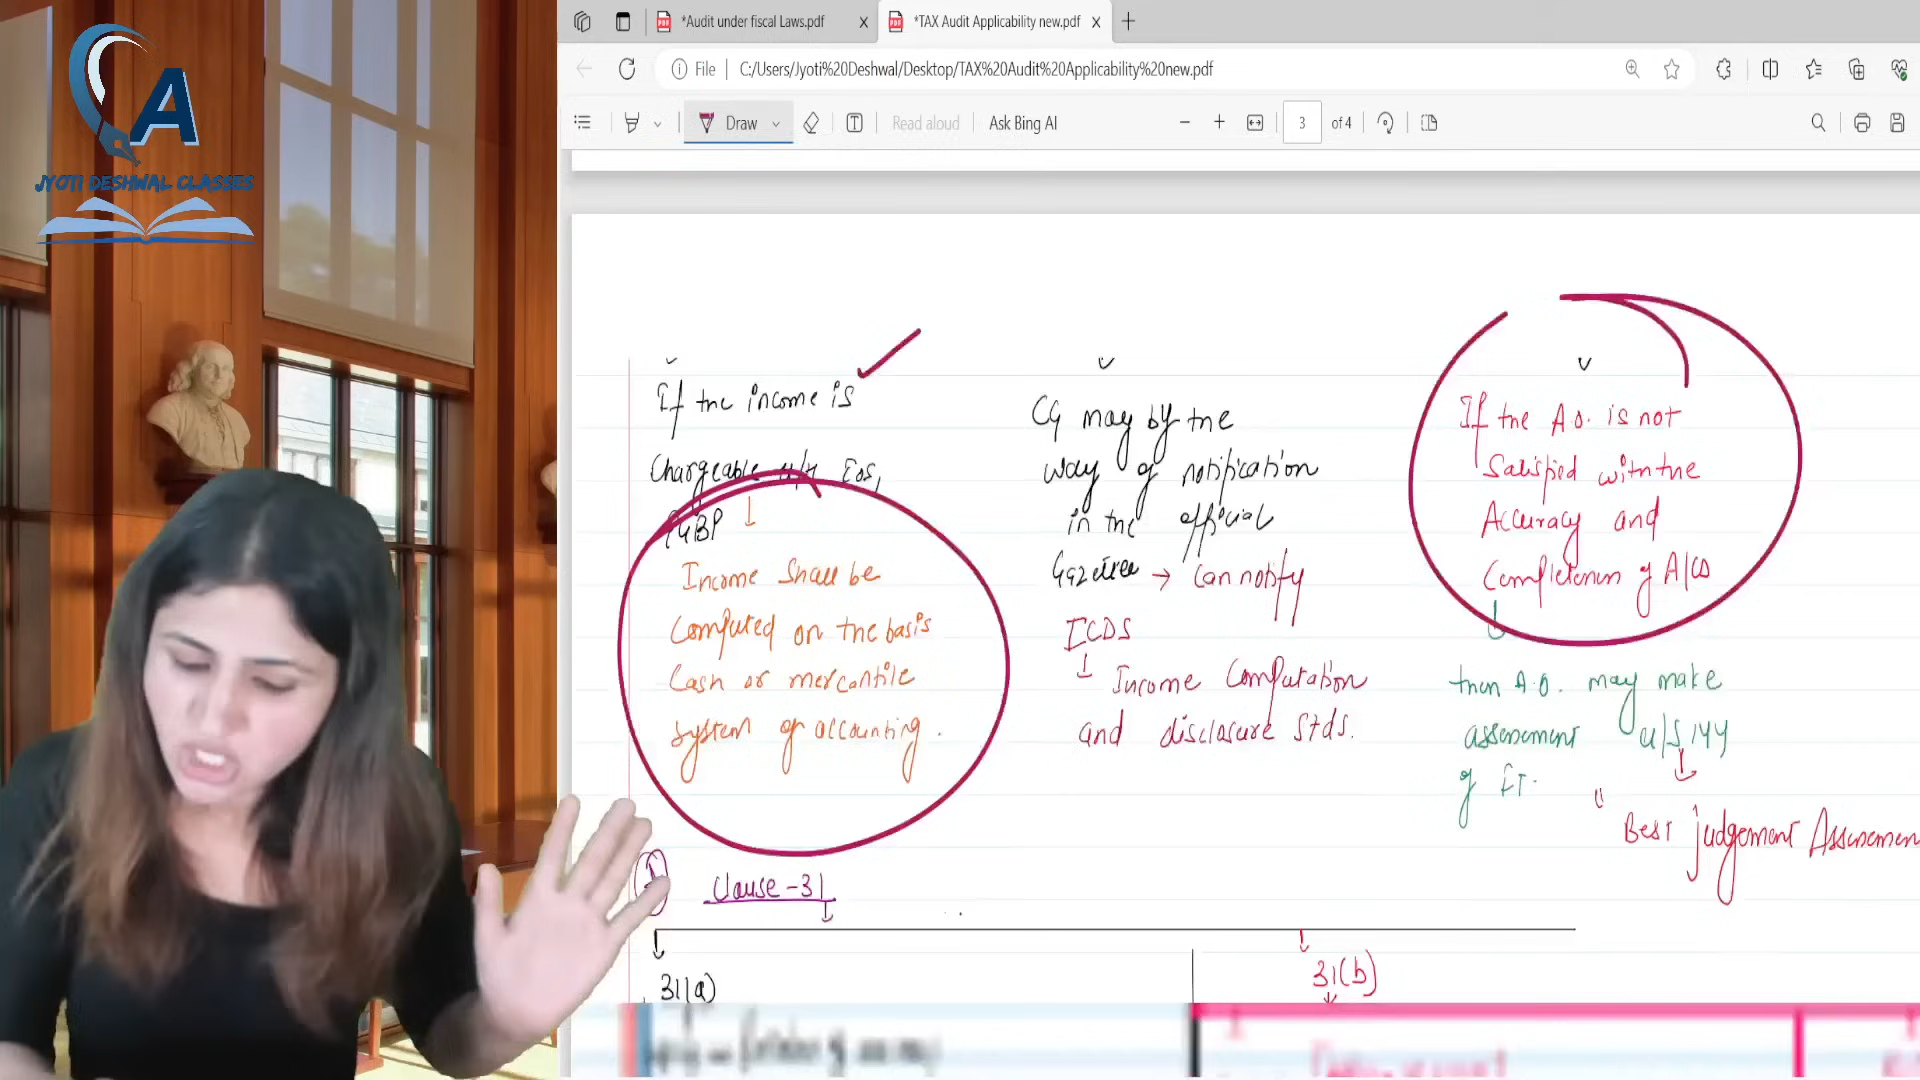 *Audit under fiscal Laws.pdf
*TAX Audit Applicability new.pdf
File
C:/Users/Jyoti%20Deshwal/Desktop/TAX%20Audit%20Applicability%20new.pdf
Draw
Read aloud
Ask Bing AI
3 of 4
A
JYOTI DESHWAL CLASSES
If the income is
Chargeable u/h EOS,
PGBP
Income Shall be
Computed on the basis
Cash or mercantile
System of accounting.
CG may by the
way of notification
in the official
Gazettee → Can notify
ICDS
Income Computation
and disclosure Stds.
If the A.O. is not
Satisfied with the
Accuracy and
Completeness of A/cs
then A.O. may make
assessment u/s 144
of
" Best judgement Assessmen
Clause-31
31(a)
31(b)